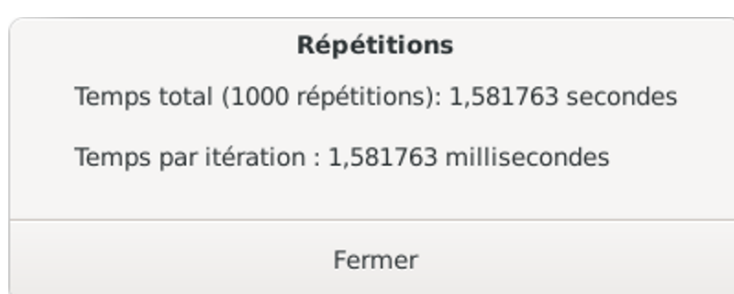 Répétitions
Temps total (1000 répétitions): 1,581763 secondes
Temps par itération : 1,581763 millisecondes
Fermer